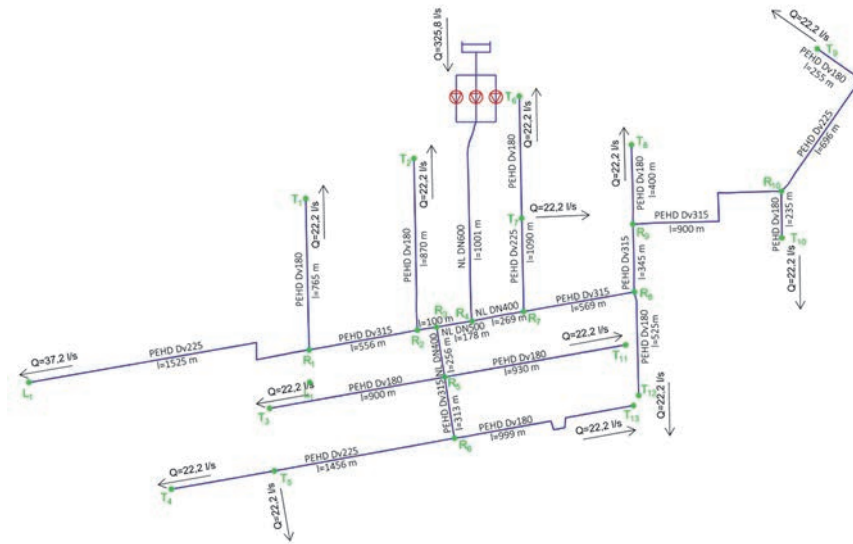 Q=325,8 l/s
Q=22,2 l/s
T9
PEHD Dv180
l=255 m
PEHD Dv225
l=696 m
T6
Q=22,2 l/s
PEHD Dv180
T2
Q=22,2 l/s
PEHD Dv180
l=870 m
NL DN600
l=1001 m
T8
Q=22,2 l/s
PEHD Dv180
l=400 m
T1
Q=22,2 l/s
PEHD Dv180
l=765 m
T7
Q=22,2 l/s
PEHD Dv225
l=1090 m
R9
PEHD Dv315
l=900 m
R10
PEHD Dv180
l=235 m
T10
Q=22,2 l/s
PEHD Dv315
l=345 m
R8
PEHD Dv315
l=569 m
R7
NL DN400
l=269 m
R4
NL DN500
l=178 m
R3
l=100 m
R2
PEHD Dv315
l=556 m
R1
PEHD Dv225
l=1525 m
Q=37,2 l/s
NL DN400
l=256 m
Q=22,2 l/s
T11
PEHD Dv180
l=930 m
R5
PEHD Dv180
l=900 m
Q=22,2 l/s
T3
PEHD Dv180
l=525m
T12
Q=22,2 l/s
T13
Q=22,2 l/s
PEHD Dv315
l=313 m
R6
PEHD Dv180
l=999 m
PEHD Dv225
l=1456 m
T5
Q=22,2 l/s
Q=22,2 l/s
T4